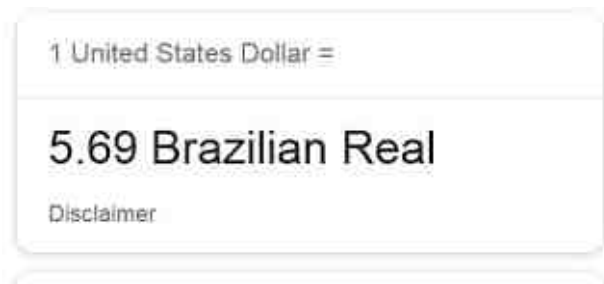 1 United States Dollar =
5.69 Brazilian Real
Disclaimer